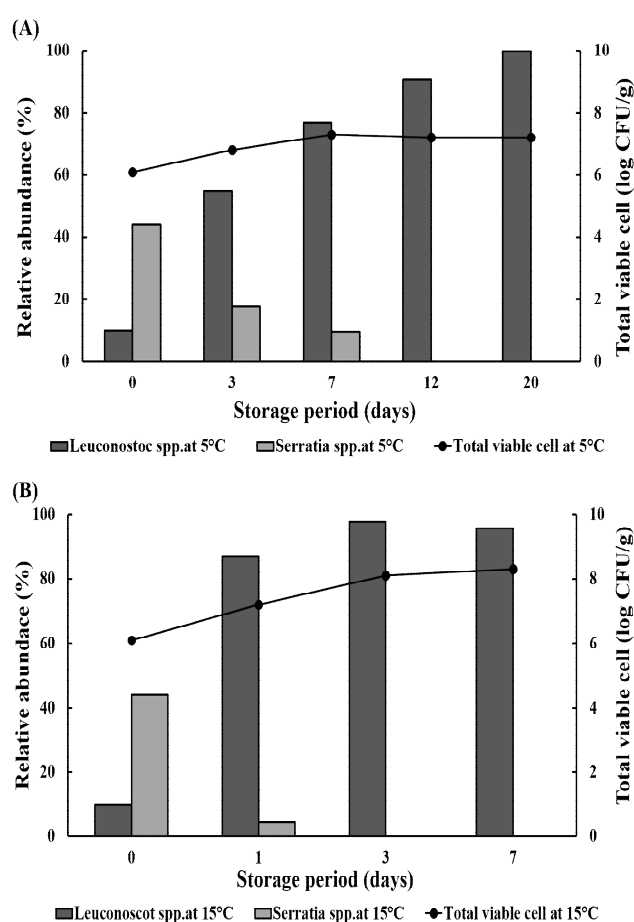 (A)
Relative abundance (%)
100
80
60
40
20
0
10
8
6
4
2
0
Total viable cell (log CFU/g)
0 3 7 12 20
Storage period (days)
Leuconostoc spp.at 5°C Serratia spp.at 5°C Total viable cell at 5°C
(B)
Relative abundace (%)
100
80
60
40
20
0
10
8
6
4
2
0
Total viable cell (log CFU/g)
0 1 3 7
Storage period (days)
Leuconoscot spp.at 15°C Serratia spp.at 15°C Total viable cell at 15°C